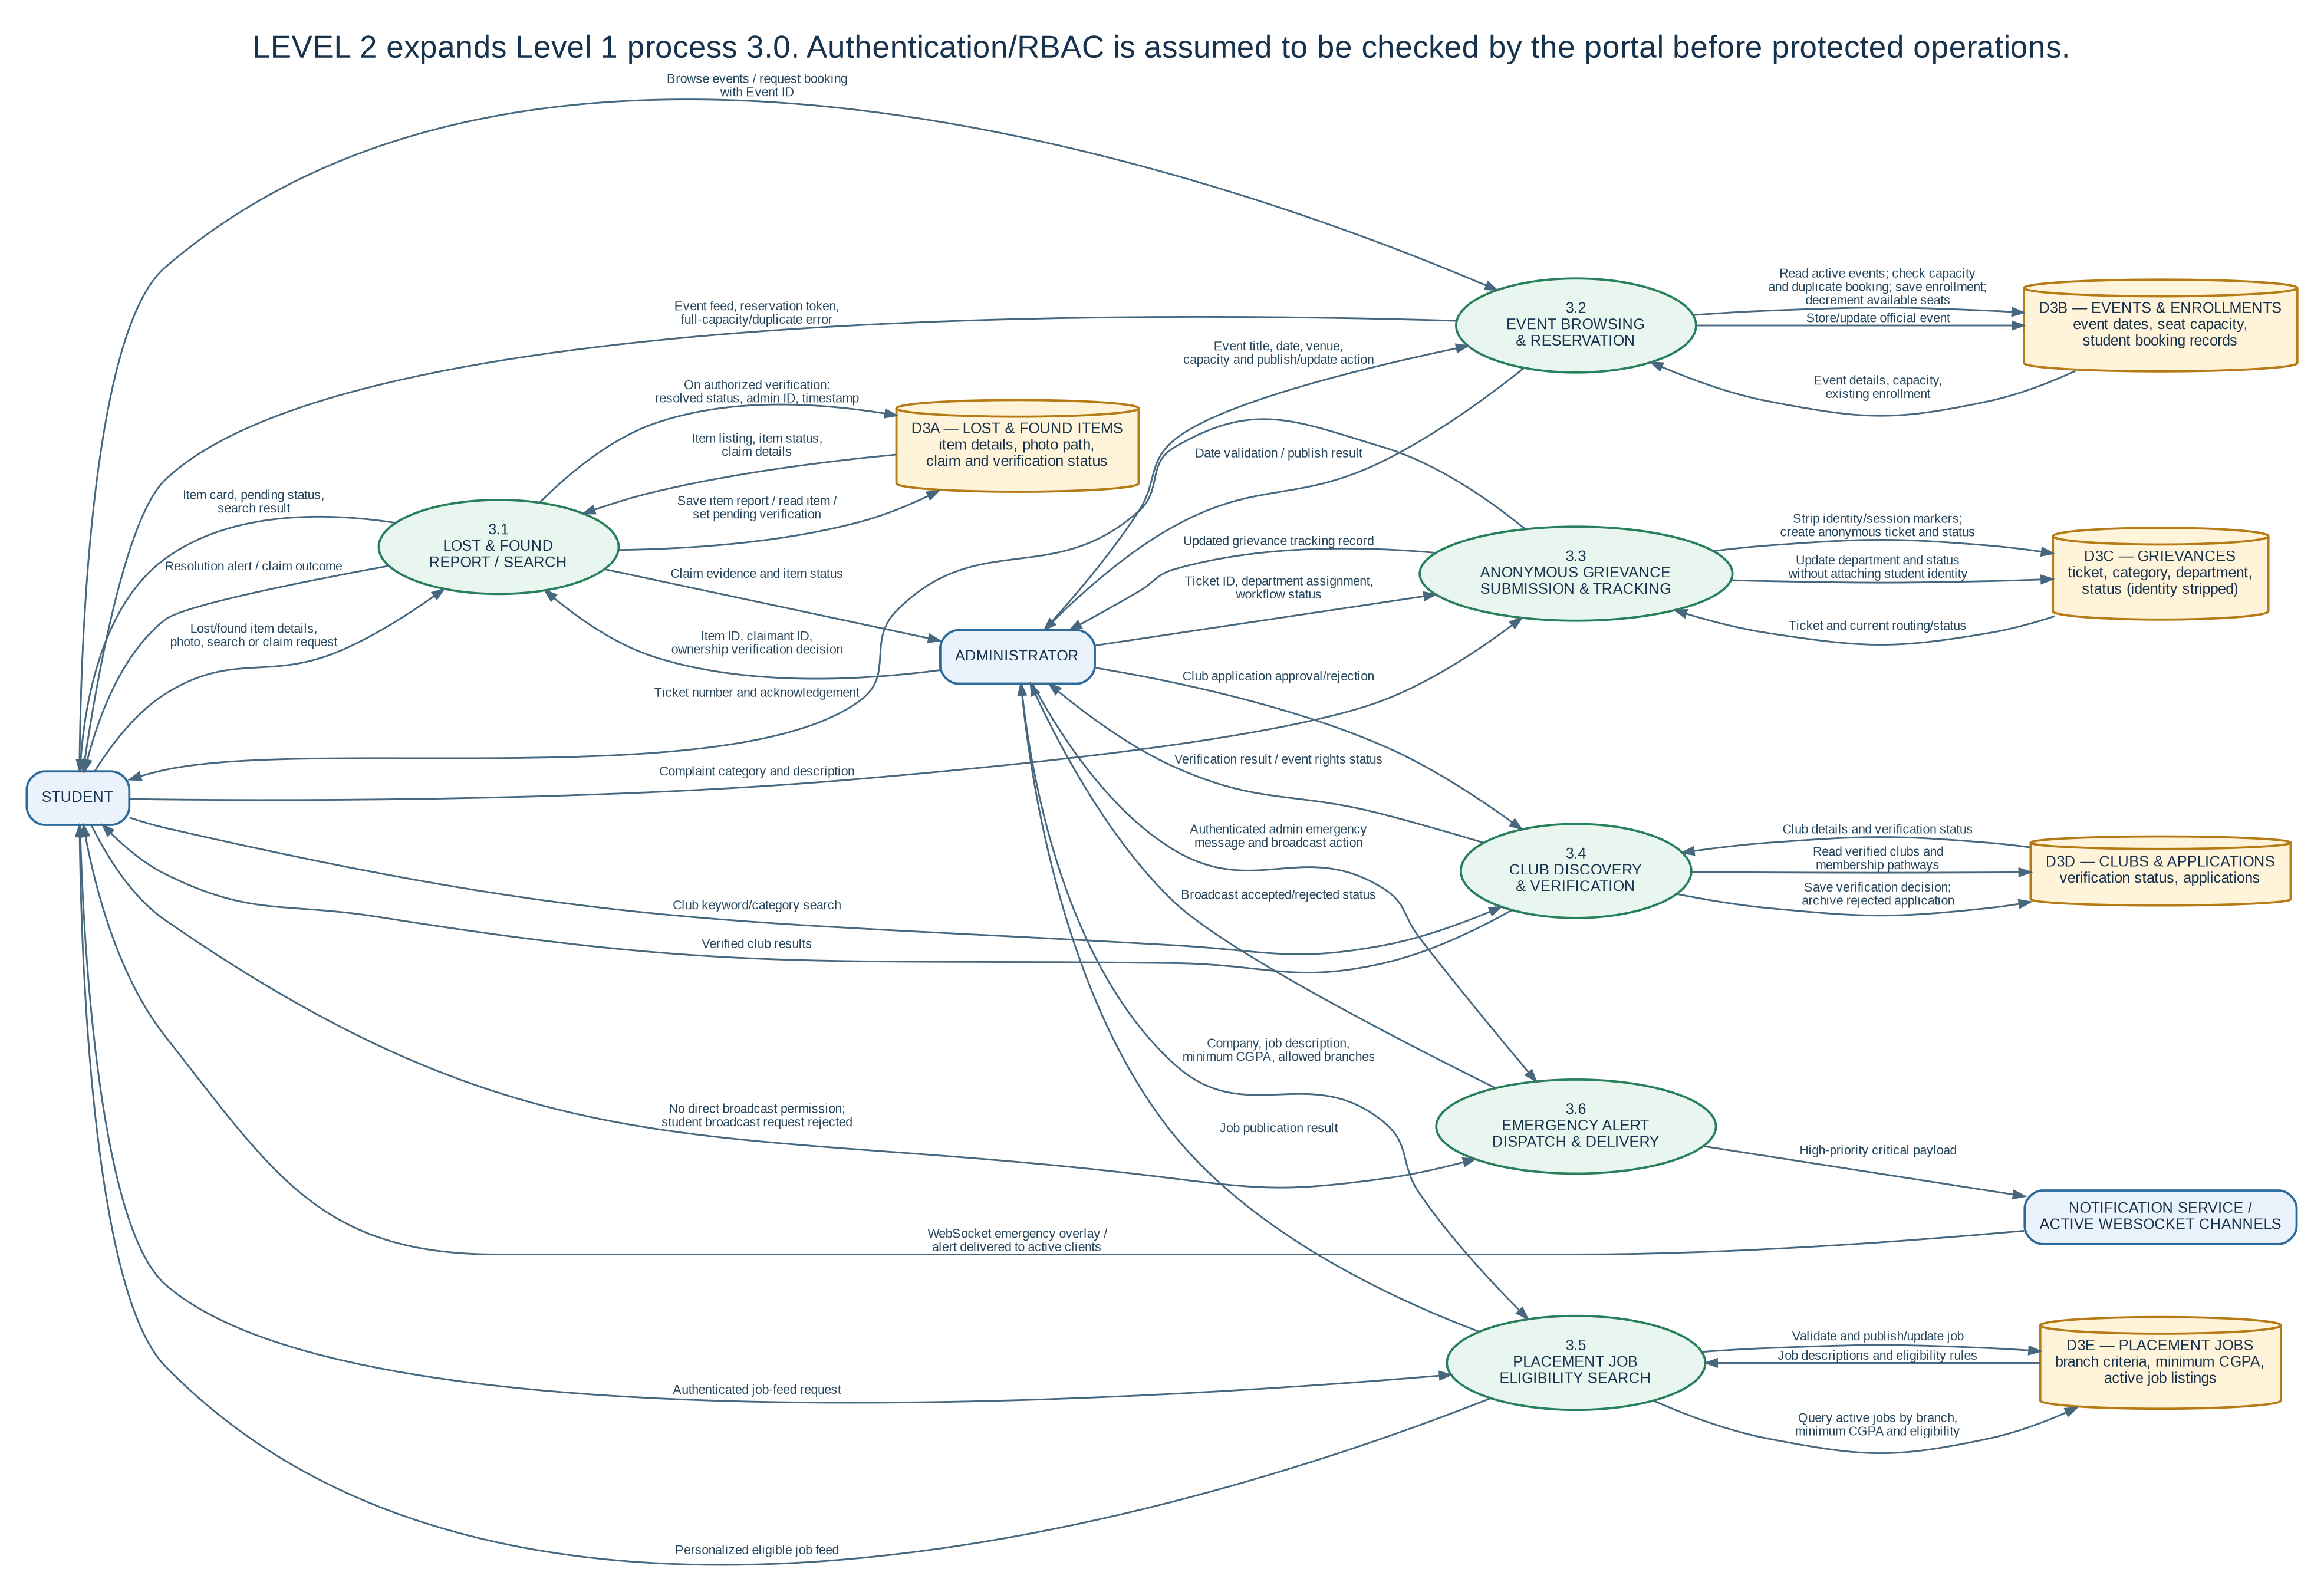 LEVEL 2 expands Level 1 process 3.0. Authentication/RBAC is assumed to be checked by the portal before protected operations.
Browse events / request booking
with Event ID
Event feed, reservation token,
full-capacity/duplicate error
Event title, date, venue,
capacity and publish/update action
3.2
EVENT BROWSING
& RESERVATION
Read active events; check capacity
and duplicate booking; save enrollment;
decrement available seats
Store/update official event
Event details, capacity,
existing enrollment
D3B — EVENTS & ENROLLMENTS
event dates, seat capacity,
student booking records
On authorized verification:
resolved status, admin ID, timestamp
Item listing, item status,
claim details
Save item report / read item /
set pending verification
D3A — LOST & FOUND ITEMS
item details, photo path,
claim and verification status
Date validation / publish result
Item card, pending status,
search result
Resolution alert / claim outcome
Lost/found item details,
photo, search or claim request
3.1
LOST & FOUND
REPORT / SEARCH
Claim evidence and item status
Item ID, claimant ID,
ownership verification decision
Ticket number and acknowledgement
ADMINISTRATOR
Updated grievance tracking record
Ticket ID, department assignment,
workflow status
3.3
ANONYMOUS GRIEVANCE
SUBMISSION & TRACKING
Strip identity/session markers;
create anonymous ticket and status
Update department and status
without attaching student identity
Ticket and current routing/status
D3C — GRIEVANCES
ticket, category, department,
status (identity stripped)
Club application approval/rejection
Verification result / event rights status
STUDENT
Complaint category and description
Authenticated admin emergency
message and broadcast action
Broadcast accepted/rejected status
3.4
CLUB DISCOVERY
& VERIFICATION
Club details and verification status
Read verified clubs and
membership pathways
Save verification decision;
archive rejected application
D3D — CLUBS & APPLICATIONS
verification status, applications
Club keyword/category search
Verified club results
Company, job description,
minimum CGPA, allowed branches
Job publication result
No direct broadcast permission;
student broadcast request rejected
3.6
EMERGENCY ALERT
DISPATCH & DELIVERY
High-priority critical payload
NOTIFICATION SERVICE /
ACTIVE WEBSOCKET CHANNELS
WebSocket emergency overlay /
alert delivered to active clients
3.5
PLACEMENT JOB
ELIGIBILITY SEARCH
Validate and publish/update job
Job descriptions and eligibility rules
Query active jobs by branch,
minimum CGPA and eligibility
D3E — PLACEMENT JOBS
branch criteria, minimum CGPA,
active job listings
Authenticated job-feed request
Personalized eligible job feed